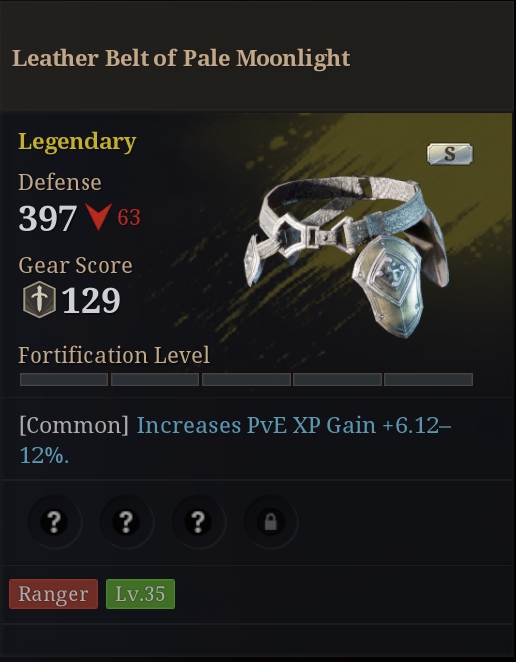 Leather Belt of Pale Moonlight
Legendary
S
Defense
397 63
Gear Score
129
Fortification Level
[Common] Increases PvE XP Gain +6.12–
12%.
? ? ?
Ranger Lv.35